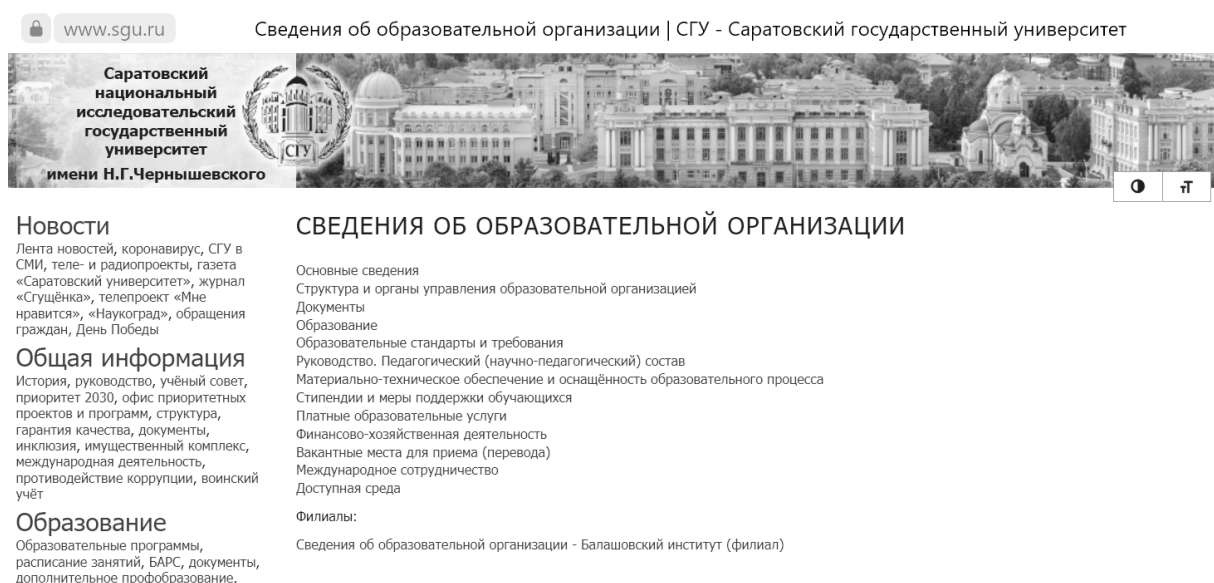 www.sgu.ru
Сведения об образовательной организации | СГУ - Саратовский государственный университет
Саратовский
национальный
исследовательский
государственный
университет
имени Н.Г.Чернышевского
СГУ
Новости
Лента новостей, коронавирус, СГУ в
СМИ, теле- и радиопроекты, газета
«Саратовский университет», журнал
«Сгущёнка», телепроект «Мне
нравится», «Наукоград», обращения
граждан, День Победы
Общая информация
История, руководство, учёный совет,
приоритет 2030, офис приоритетных
проектов и программ, структура,
гарантия качества, документы,
инклюзия, имущественный комплекс,
международная деятельность,
противодействие коррупции, воинский
учёт
Образование
Образовательные программы,
расписание занятий, БАРС, документы,
дополнительное профобразование,
СВЕДЕНИЯ ОБ ОБРАЗОВАТЕЛЬНОЙ ОРГАНИЗАЦИИ
Основные сведения
Структура и органы управления образовательной организацией
Документы
Образование
Образовательные стандарты и требования
Руководство. Педагогический (научно-педагогический) состав
Материально-техническое обеспечение и оснащённость образовательного процесса
Стипендии и меры поддержки обучающихся
Платные образовательные услуги
Финансово-хозяйственная деятельность
Вакантные места для приема (перевода)
Международное сотрудничество
Доступная среда
Филиалы:
Сведения об образовательной организации - Балашовский институт (филиал)